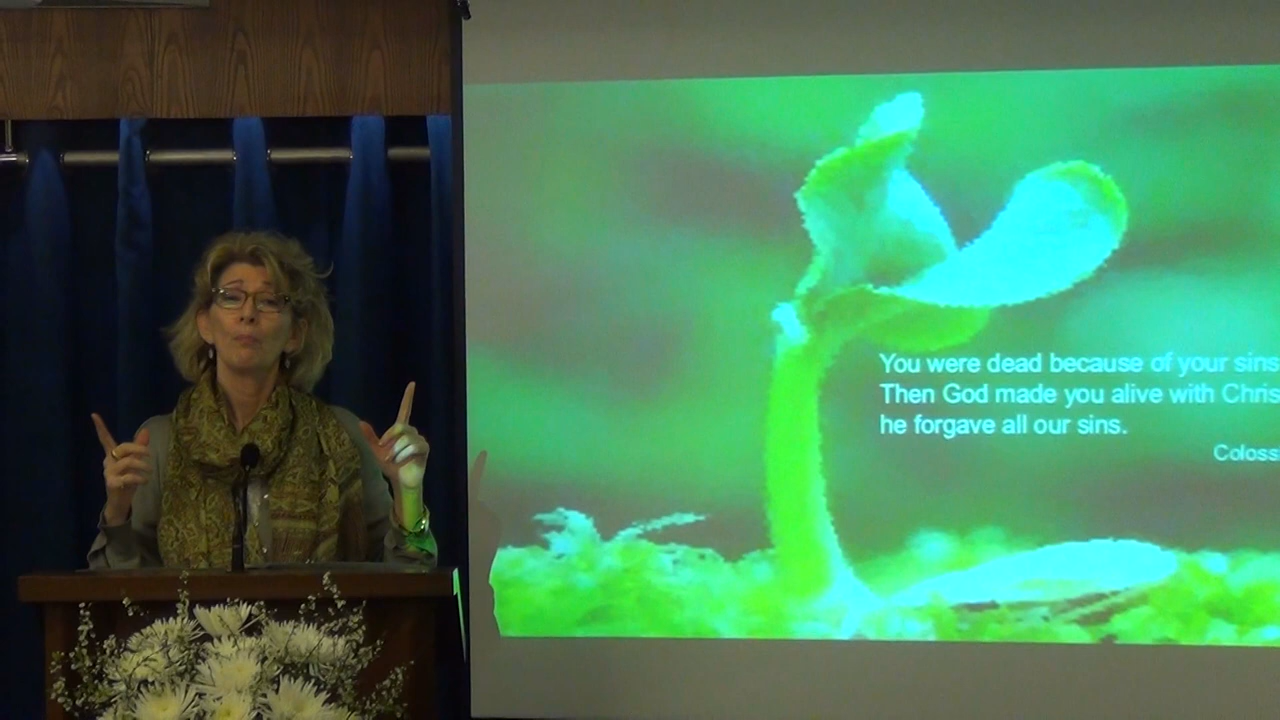 You were dead because of your sins
Then God made you alive with Chris
he forgave all our sins.
Coloss